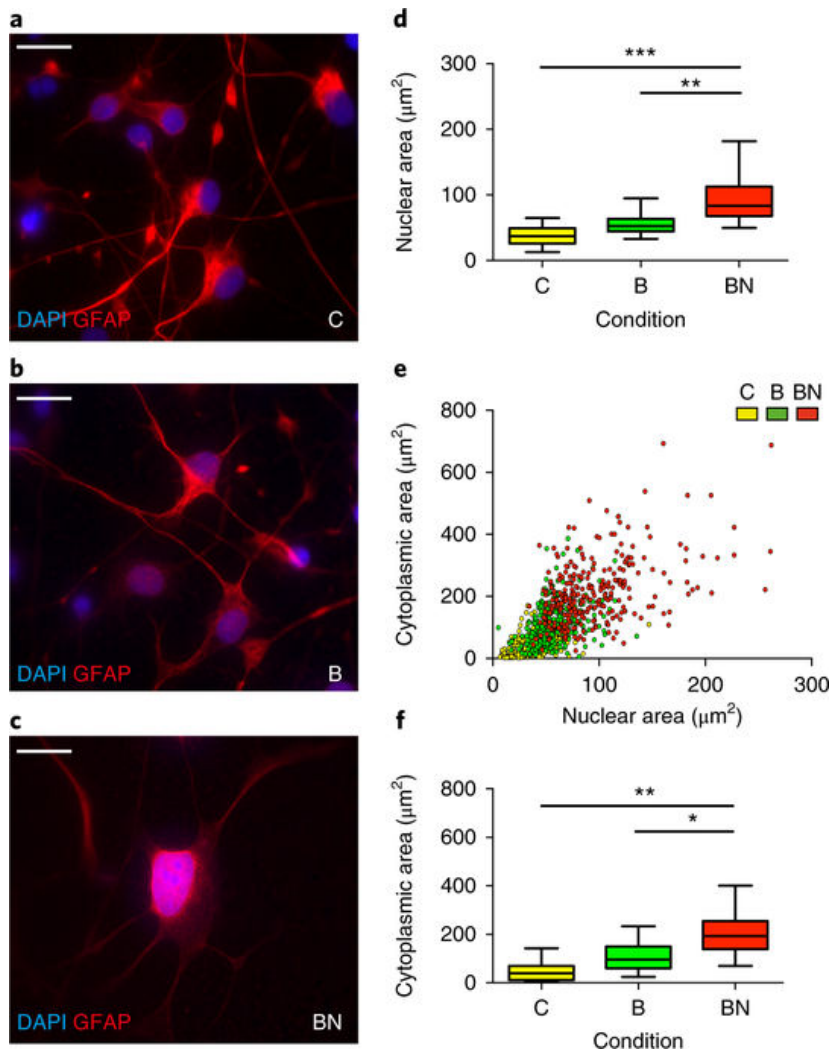 a
DAPI GFAP
C
b
DAPI GFAP
B
c
DAPI GFAP
BN
d
***
**
Nuclear area (μm²)
300
200
100
0
C B BN
Condition
e
C B BN
Cytoplasmic area (μm²)
800
600
400
200
0
0 100 200 300
Nuclear area (μm²)
f
**
*
Cytoplasmic area (μm²)
800
600
400
200
0
C B BN
Condition